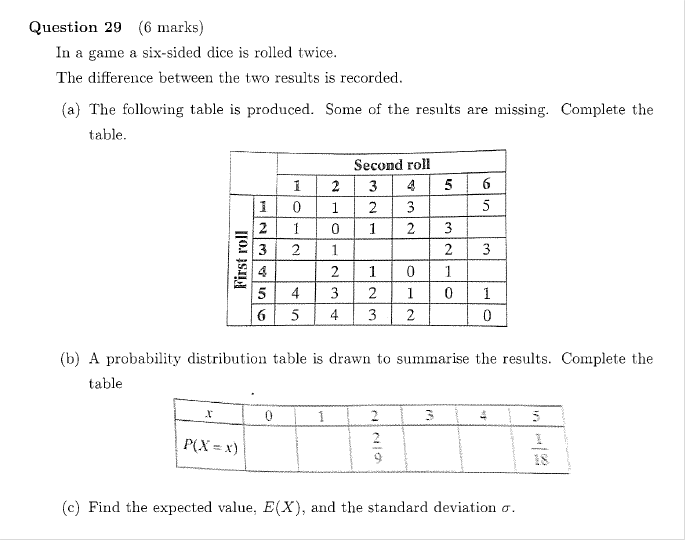 Question 29 (6 marks)
In a game a six-sided dice is rolled twice.
The difference between the two results is recorded.
(a) The following table is produced. Some of the results are missing. Complete the
table.
Second roll
1 2 3 4 5 6
First roll
1 0 1 2 3 5
2 1 0 1 2 3
3 2 1 2 3
4 2 1 0 1
5 4 3 2 1 0 1
6 5 4 3 2 0
(b) A probability distribution table is drawn to summarise the results. Complete the
table
x 0 1 2 3 4 5
P(X = x) 2/9 1/18
(c) Find the expected value, E(X), and the standard deviation σ.